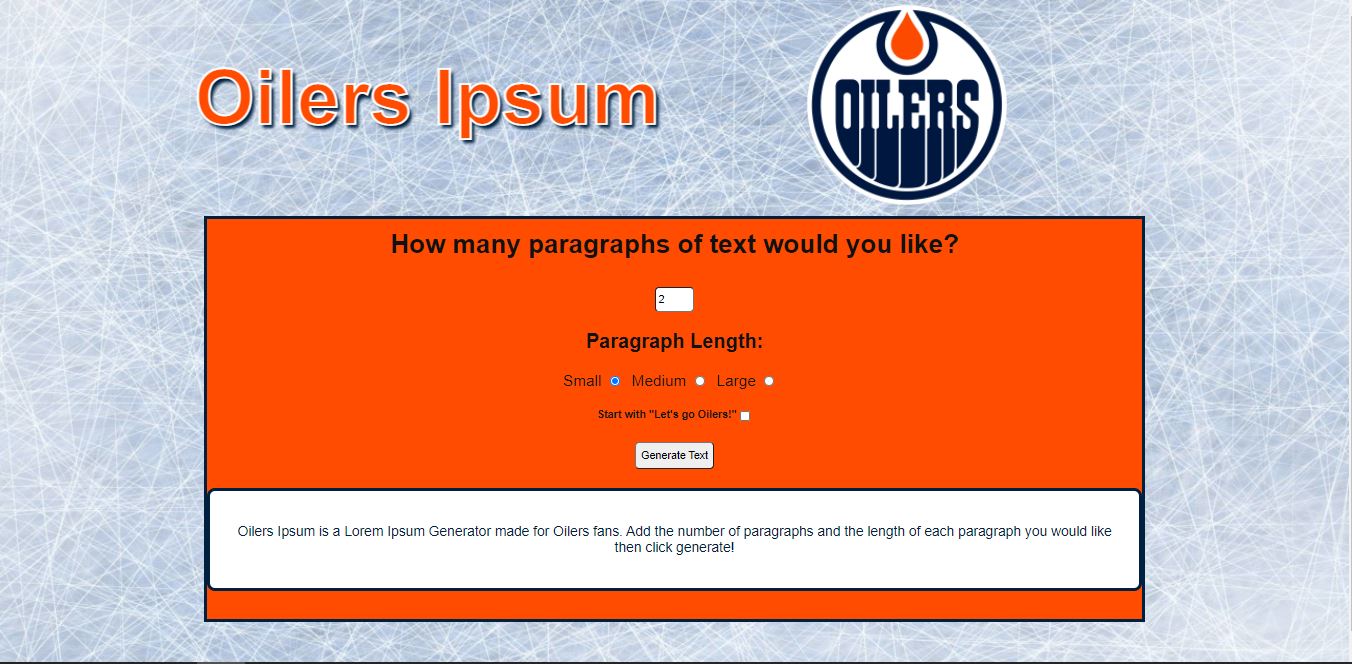 Oilers Ipsum
OILERS
How many paragraphs of text would you like?
2
Paragraph Length:
Small Medium Large
Start with "Let's go Oilers!"
Generate Text
Oilers Ipsum is a Lorem Ipsum Generator made for Oilers fans. Add the number of paragraphs and the length of each paragraph you would like
then click generate!